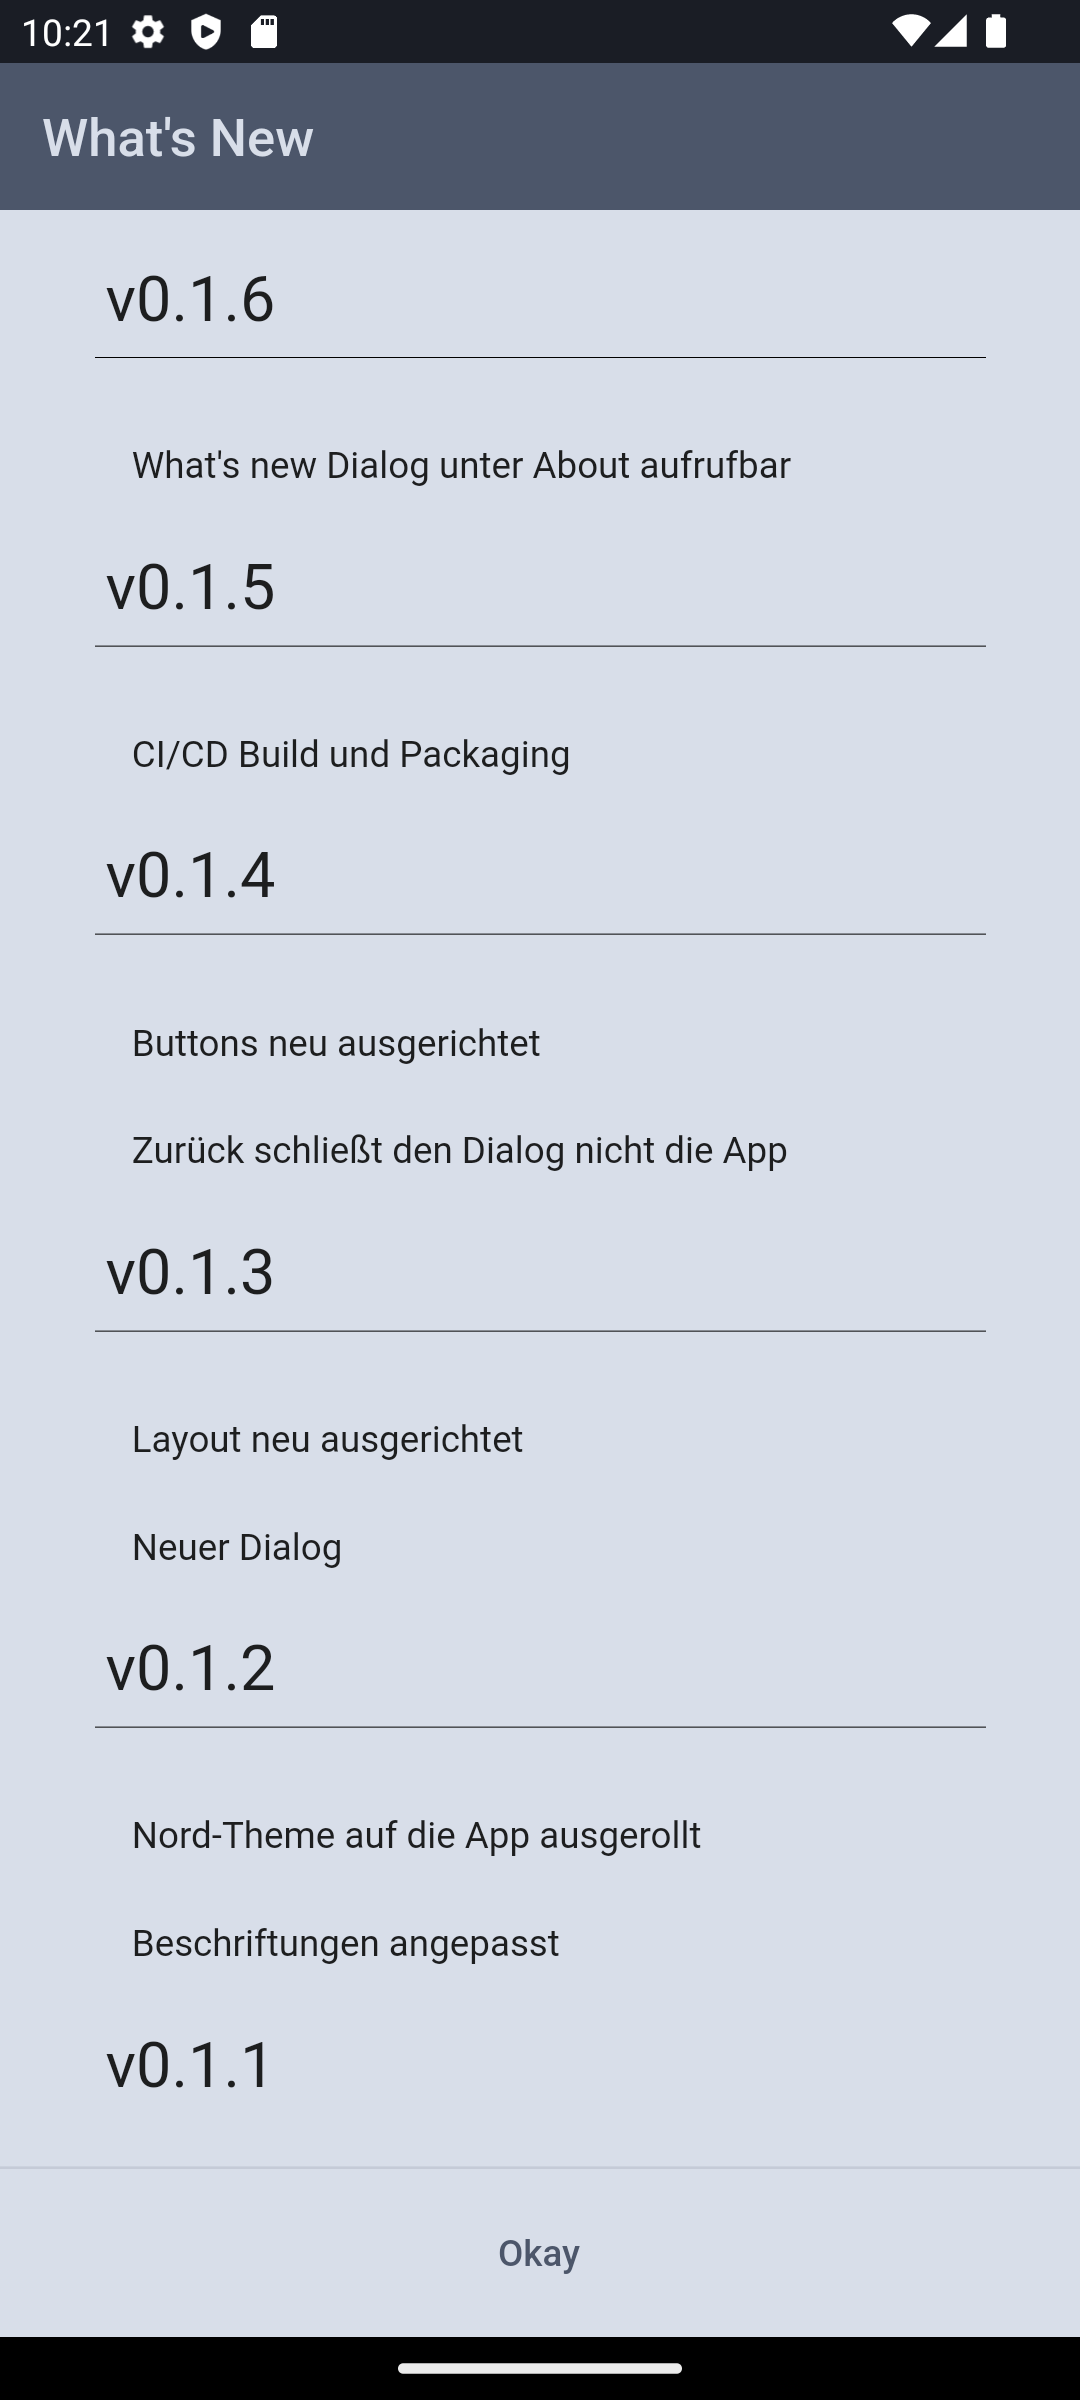 10:21
What's New
v0.1.6
What's new Dialog unter About aufrufbar
v0.1.5
CI/CD Build und Packaging
v0.1.4
Buttons neu ausgerichtet
Zurück schließt den Dialog nicht die App
v0.1.3
Layout neu ausgerichtet
Neuer Dialog
v0.1.2
Nord-Theme auf die App ausgerollt
Beschriftungen angepasst
v0.1.1
Okay